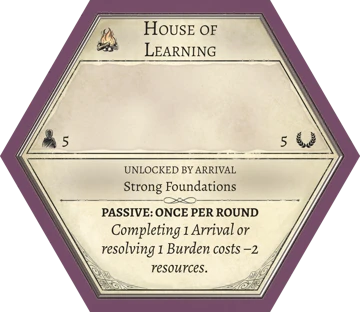 House of
Learning
5
5
UNLOCKED BY ARRIVAL
Strong Foundations
PASSIVE: ONCE PER ROUND
Completing 1 Arrival or
resolving 1 Burden costs –2
resources.